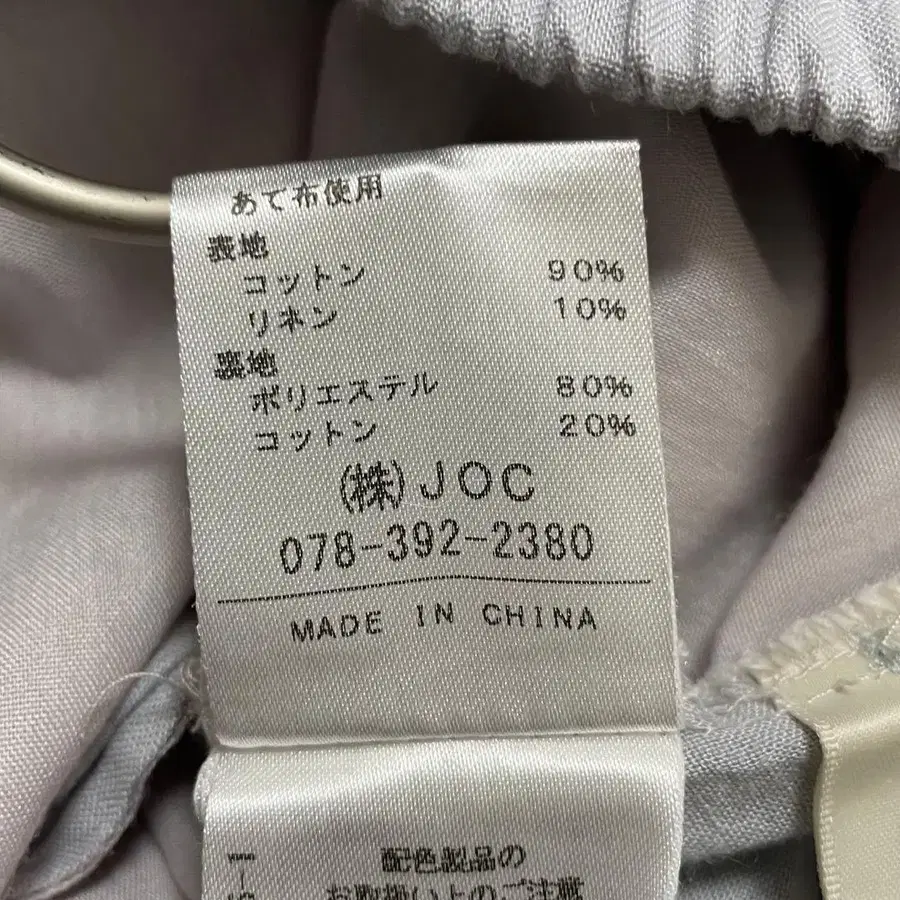 あて布使用
表地
コットン 90%
リネン 10%
裏地
ポリエステル 80%
コットン 20%
(株)JOC
078-392-2380
MADE IN CHINA
配色製品の
お取扱い上のご注意